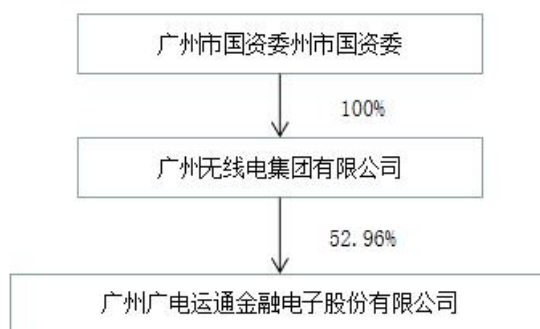 广州市国资委州市国资委
100%
广州无线电集团有限公司
52.96%
广州广电运通金融电子股份有限公司